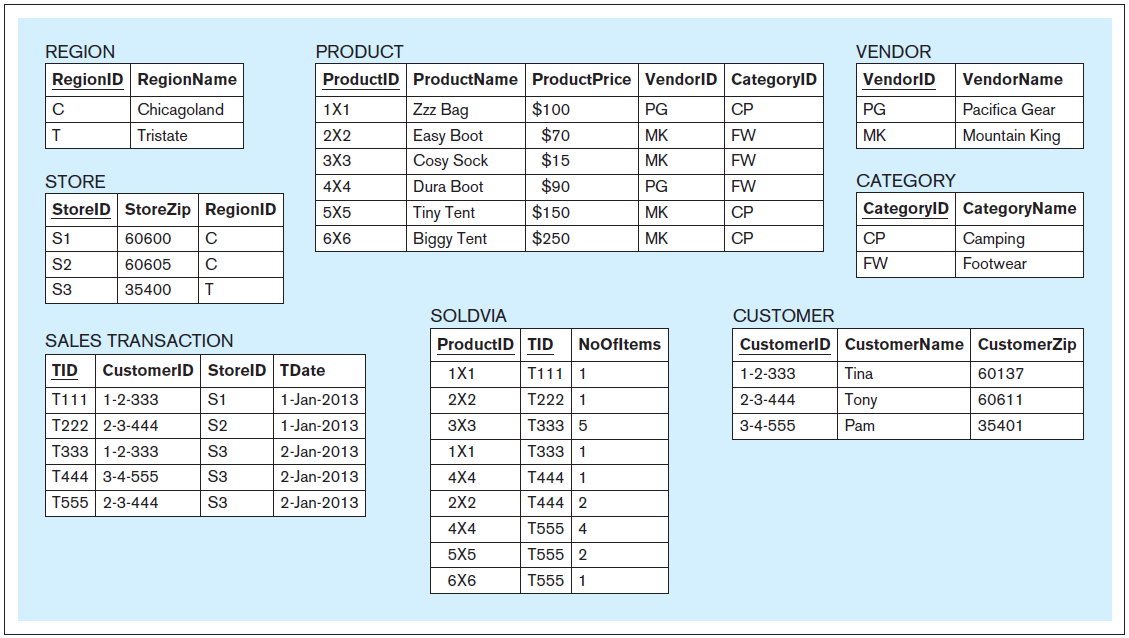 REGION
RegionID RegionName
C Chicagoland
T Tristate
PRODUCT
ProductID ProductName ProductPrice VendorID CategoryID
1X1 Zzz Bag $100 PG CP
2X2 Easy Boot $70 MK FW
3X3 Cosy Sock $15 MK FW
4X4 Dura Boot $90 PG FW
5X5 Tiny Tent $150 MK CP
6X6 Biggy Tent $250 MK CP
VENDOR
VendorID VendorName
PG Pacifica Gear
MK Mountain King
STORE
StoreID StoreZip RegionID
S1 60600 C
S2 60605 C
S3 35400 T
CATEGORY
CategoryID CategoryName
CP Camping
FW Footwear
SALES TRANSACTION
TID CustomerID StoreID TDate
T111 1-2-333 S1 1-Jan-2013
T222 2-3-444 S2 1-Jan-2013
T333 1-2-333 S3 2-Jan-2013
T444 3-4-555 S3 2-Jan-2013
T555 2-3-444 S3 2-Jan-2013
SOLDVIA
ProductID TID NoOfItems
1X1 T111 1
2X2 T222 1
3X3 T333 5
1X1 T333 1
4X4 T444 1
2X2 T444 2
4X4 T555 4
5X5 T555 2
6X6 T555 1
CUSTOMER
CustomerID CustomerName CustomerZip
1-2-333 Tina 60137
2-3-444 Tony 60611
3-4-555 Pam 35401